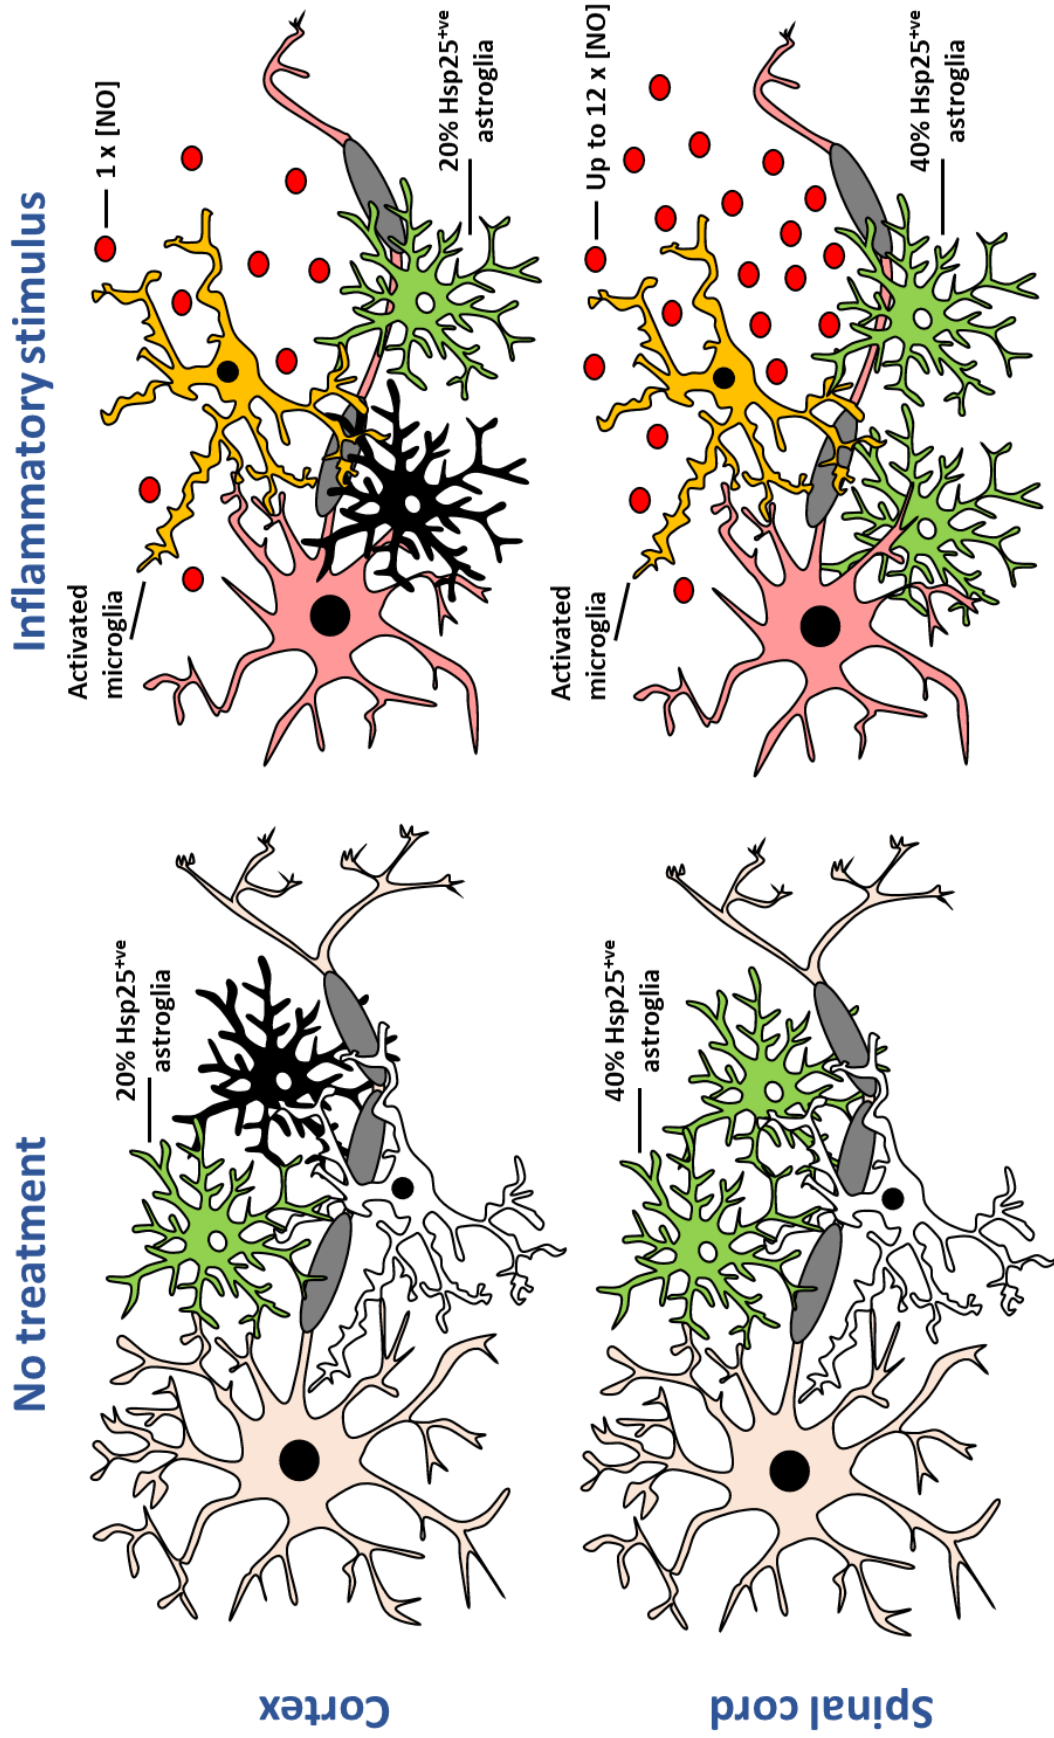 No treatment
Inflammatory stimulus
Cortex
20% Hsp25+ve
astroglia
Activated
microglia
1 x [NO]
20% Hsp25+ve
astroglia
Spinal cord
40% Hsp25+ve
astroglia
Activated
microglia
Up to 12 x [NO]
40% Hsp25+ve
astroglia